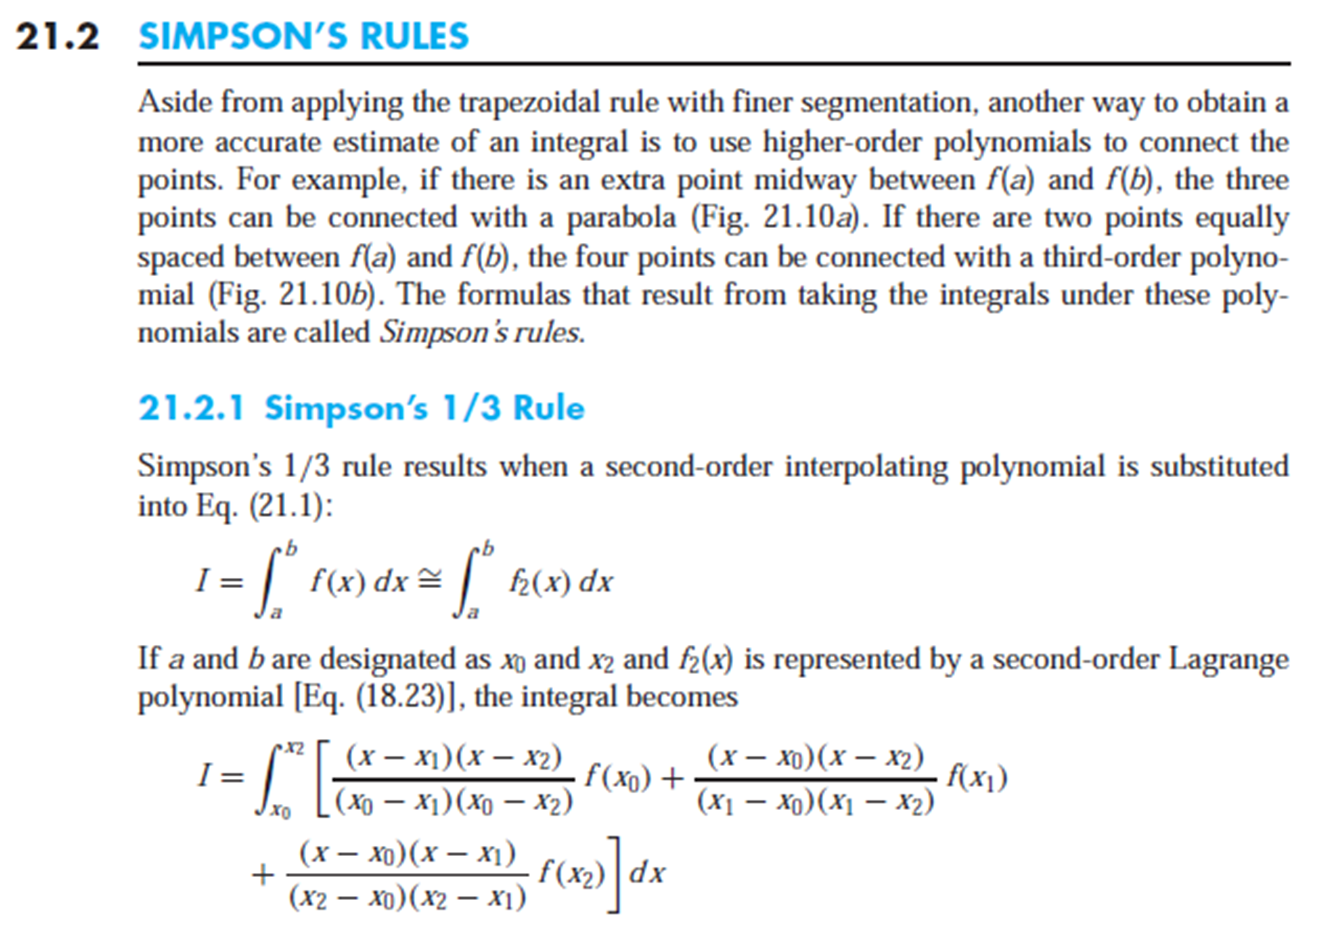 21.2 SIMPSON'S RULES
Aside from applying the trapezoidal rule with finer segmentation, another way to obtain a
more accurate estimate of an integral is to use higher-order polynomials to connect the
points. For example, if there is an extra point midway between f(a) and f(b), the three
points can be connected with a parabola (Fig. 21.10a). If there are two points equally
spaced between f(a) and f(b), the four points can be connected with a third-order polyno-
mial (Fig. 21.10b). The formulas that result from taking the integrals under these poly-
nomials are called Simpson's rules.
21.2.1 Simpson's 1/3 Rule
Simpson's 1/3 rule results when a second-order interpolating polynomial is substituted
into Eq. (21.1):
I = ∫_a^b f(x) dx ≅ ∫_a^b f₂(x) dx
If a and b are designated as x₀ and x₂ and f₂(x) is represented by a second-order Lagrange
polynomial [Eq. (18.23)], the integral becomes
I = ∫_{x₀}^{x₂} [ (x − x₁)(x − x₂) / (x₀ − x₁)(x₀ − x₂) f(x₀) + (x − x₀)(x − x₂) / (x₁ − x₀)(x₁ − x₂) f(x₁)
+ (x − x₀)(x − x₁) / (x₂ − x₀)(x₂ − x₁) f(x₂) ] dx